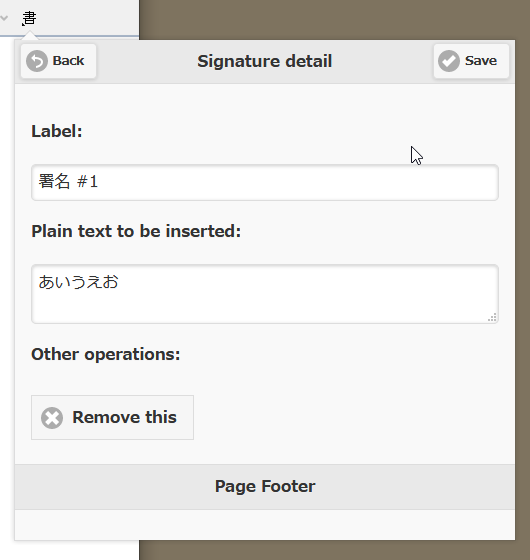 書
Back
Signature detail
Save
Label:
署名 #1
Plain text to be inserted:
あいうえお
Other operations:
Remove this
Page Footer